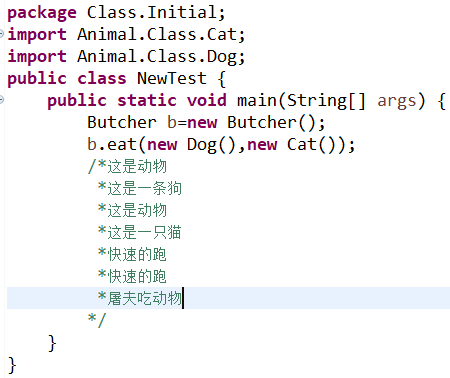 package Class.Initial;
import Animal.Class.Cat;
import Animal.Class.Dog;
public class NewTest {
    public static void main(String[] args) {
        Butcher b=new Butcher();
        b.eat(new Dog(),new Cat());
        /*这是动物
         *这是一条狗
         *这是动物
         *这是一只猫
         *快速的跑
         *快速的跑
         *屠夫吃动物
        */
    }
}